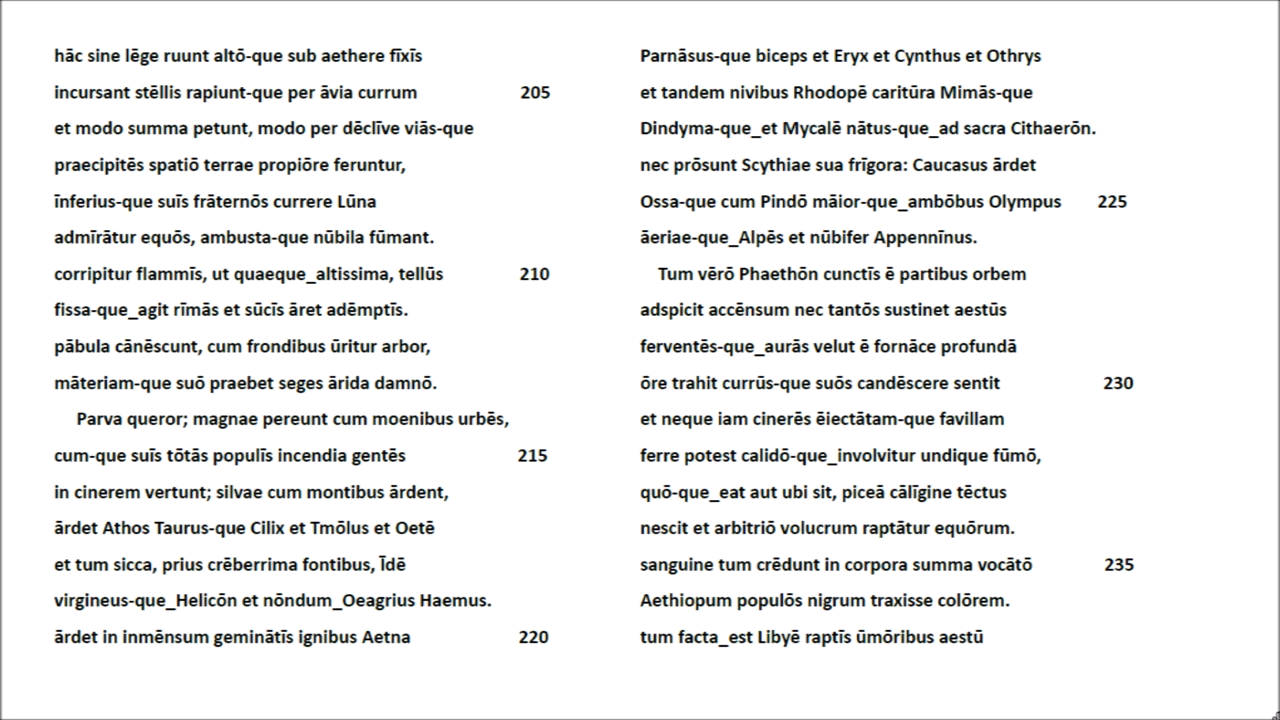 hāc sine lēge ruunt altō-que sub aethere fīxīs
incursant stēllis rapiunt-que per āvia currum 205
et modo summa petunt, modo per dēclīve viās-que
praecipitēs spatiō terrae propiōre feruntur,
īnferius-que suīs frāternōs currere Lūna
admīrātur equōs, ambusta-que nūbila fūmant.
corripitur flammīs, ut quaeque_altissima, tellūs 210
fissa-que_agit rīmās et sūcīs āret adēmptīs.
pābula cānēscunt, cum frondibus ūritur arbor,
māteriam-que suō praebet seges ārida damnō.
Parva queror; magnae pereunt cum moenibus urbēs,
cum-que suīs tōtās populīs incendia gentēs 215
in cinerem vertunt; silvae cum montibus ārdent,
ārdet Athos Taurus-que Cilix et Tmōlus et Oetē
et tum sicca, prius crēberrima fontibus, Īdē
virgineus-que_Helicōn et nōndum_Oeagrius Haemus.
ārdet in inmēnsum geminātīs ignibus Aetna 220
Parnāsus-que biceps et Eryx et Cynthus et Othrys
et tandem nivibus Rhodopē caritūra Mimās-que
Dindyma-que_et Mycalē nātus-que_ad sacra Cithaerōn.
nec prōsunt Scythiae sua frīgora: Caucasus ārdet
Ossa-que cum Pindō māior-que_ambōbus Olympus 225
āeriae-que_Alpēs et nūbifer Appennīnus.
Tum vērō Phaethōn cunctīs ē partibus orbem
adspicit accēnsum nec tantōs sustinet aestūs
ferventēs-que_aurās velut ē fornāce profundā
ōre trahit currūs-que suōs candēscere sentit 230
et neque iam cinerēs ēiectātam-que favillam
ferre potest calidō-que_involvitur undique fūmō,
quō-que_eat aut ubi sit, piceā cālīgine tēctus
nescit et arbitriō volucrum raptātur equōrum.
sanguine tum crēdunt in corpora summa vocātō 235
Aethiopum populōs nigrum traxisse colōrem.
tum facta_est Libyē raptīs ūmōribus aestū